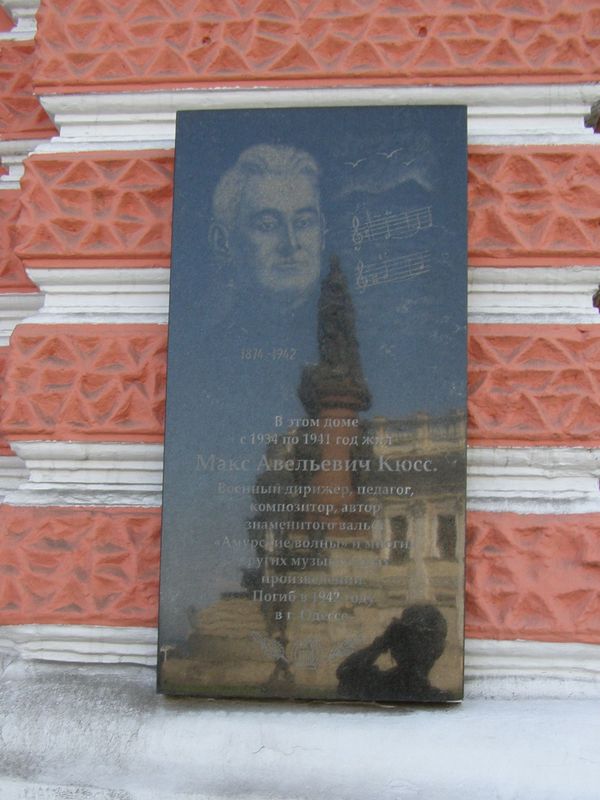 1874 - 1942
В этом доме
с 1934 по 1941 год жил
Макс Авельевич Кюсс.
Военный дирижер, педагог,
композитор, автор
знаменитого вальса
«Амурские волны» и многих
других музыкальных
произведений.
Погиб в 1942 году
в г. Одессе